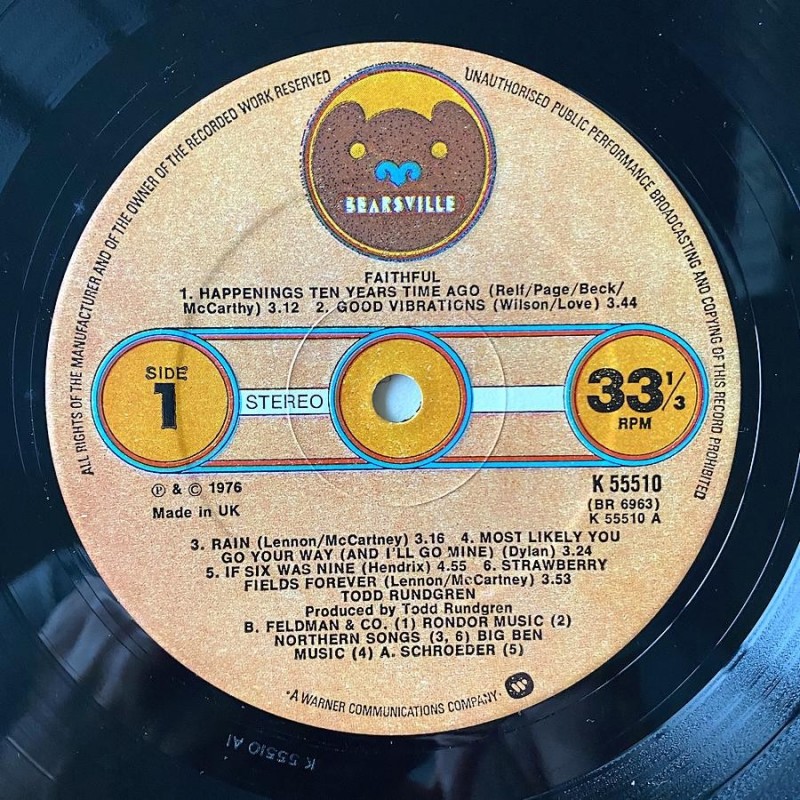 ALL RIGHTS OF THE MANUFACTURER AND OF THE OWNER OF THE RECORDED WORK RESERVED
UNAUTHORISED PUBLIC PERFORMANCE BROADCASTING AND COPYING OF THIS RECORD PROHIBITED
BEARSVILLE
FAITHFUL
1. HAPPENINGS TEN YEARS TIME AGO (Relf/Page/Beck/
McCarthy) 3.12 2. GOOD VIBRATIONS (Wilson/Love) 3.44
SIDE
1
STEREO
33 1/3
RPM
℗ & © 1976
Made in UK
K 55510
(BR 6963)
K 55510 A
3. RAIN (Lennon/McCartney) 3.16 4. MOST LIKELY YOU
GO YOUR WAY (AND I'LL GO MINE) (Dylan) 3.24
5. IF SIX WAS NINE (Hendrix) 4.55 6. STRAWBERRY
FIELDS FOREVER (Lennon/McCartney) 3.53
TODD RUNDGREN
Produced by Todd Rundgren
B. FELDMAN & CO. (1) RONDOR MUSIC (2)
NORTHERN SONGS (3, 6) BIG BEN
MUSIC (4) A. SCHROEDER (5)
·A WARNER COMMUNICATIONS COMPANY·
K 55510 A1